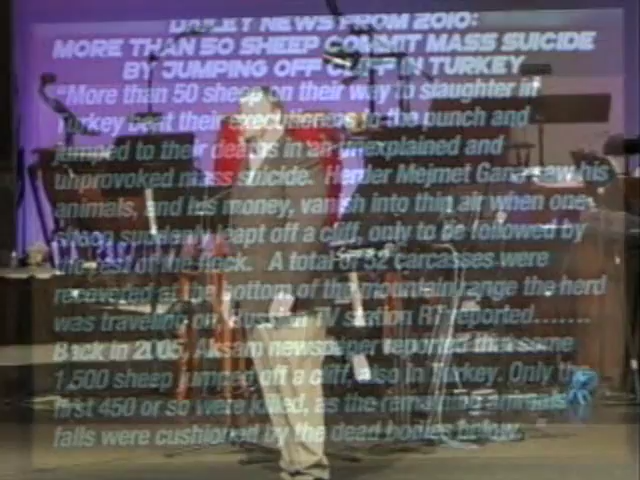 DAILEY NEWS FROM 2010:
MORE THAN 50 SHEEP COMMIT MASS SUICIDE
BY JUMPING OFF CLIFF IN TURKEY
"More than 50 sheep on their way to slaughter in
Turkey beat their executioners to the punch and
jumped to their deaths in an unexplained and
unprovoked mass suicide. Herder Mejmet Gana saw his
animals, and his money, vanish into thin air when one
sheep suddenly leapt off a cliff, only to be followed by
the rest of the flock. A total of 52 carcasses were
recovered at the bottom of the mountain range the herd
was traveling on, Russian TV station RT reported.......
Back in 2005, Aksam newspaper reported that some
1,500 sheep jumped off a cliff, also in Turkey. Only the
first 450 or so were killed, as the remaining animals
falls were cushioned by the dead bodies below.